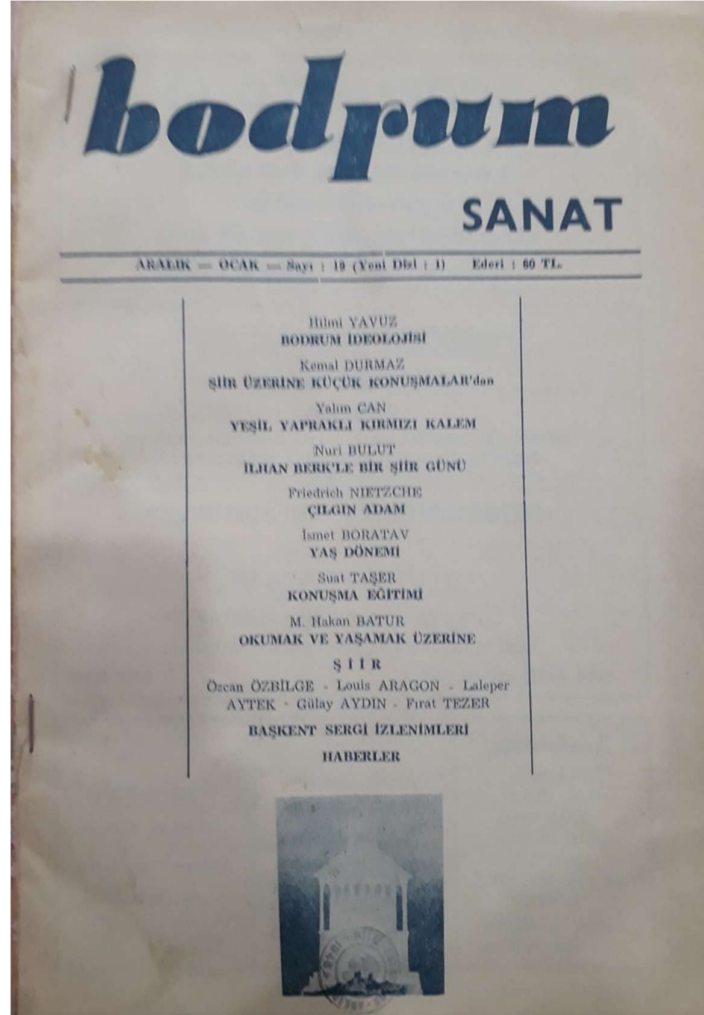 bodrum
SANAT
ARALIK — OCAK — Sayı : 19 (Yeni Dizi : 1) Ederi : 60 TL.
Hilmi YAVUZ
BODRUM İDEOLOJİSİ
Kemal DURMAZ
ŞİİR ÜZERİNE KÜÇÜK KONUŞMALAR'dan
Yalım CAN
YEŞİL YAPRAKLI KIRMIZI KALEM
Nuri BULUT
İLHAN BERK'LE BİR ŞİİR GÜNÜ
Friedrich NIETZCHE
ÇILGIN ADAM
İsmet BORATAV
YAŞ DÖNEMİ
Suat TAŞER
KONUŞMA EĞİTİMİ
M. Hakan BATUR
OKUMAK VE YAŞAMAK ÜZERİNE
ŞİİR
Özcan ÖZBİLGE - Louis ARAGON - Laleper
AYTEK - Gülay AYDIN - Fırat TEZER
BAŞKENT SERGİ İZLENİMLERİ
HABERLER